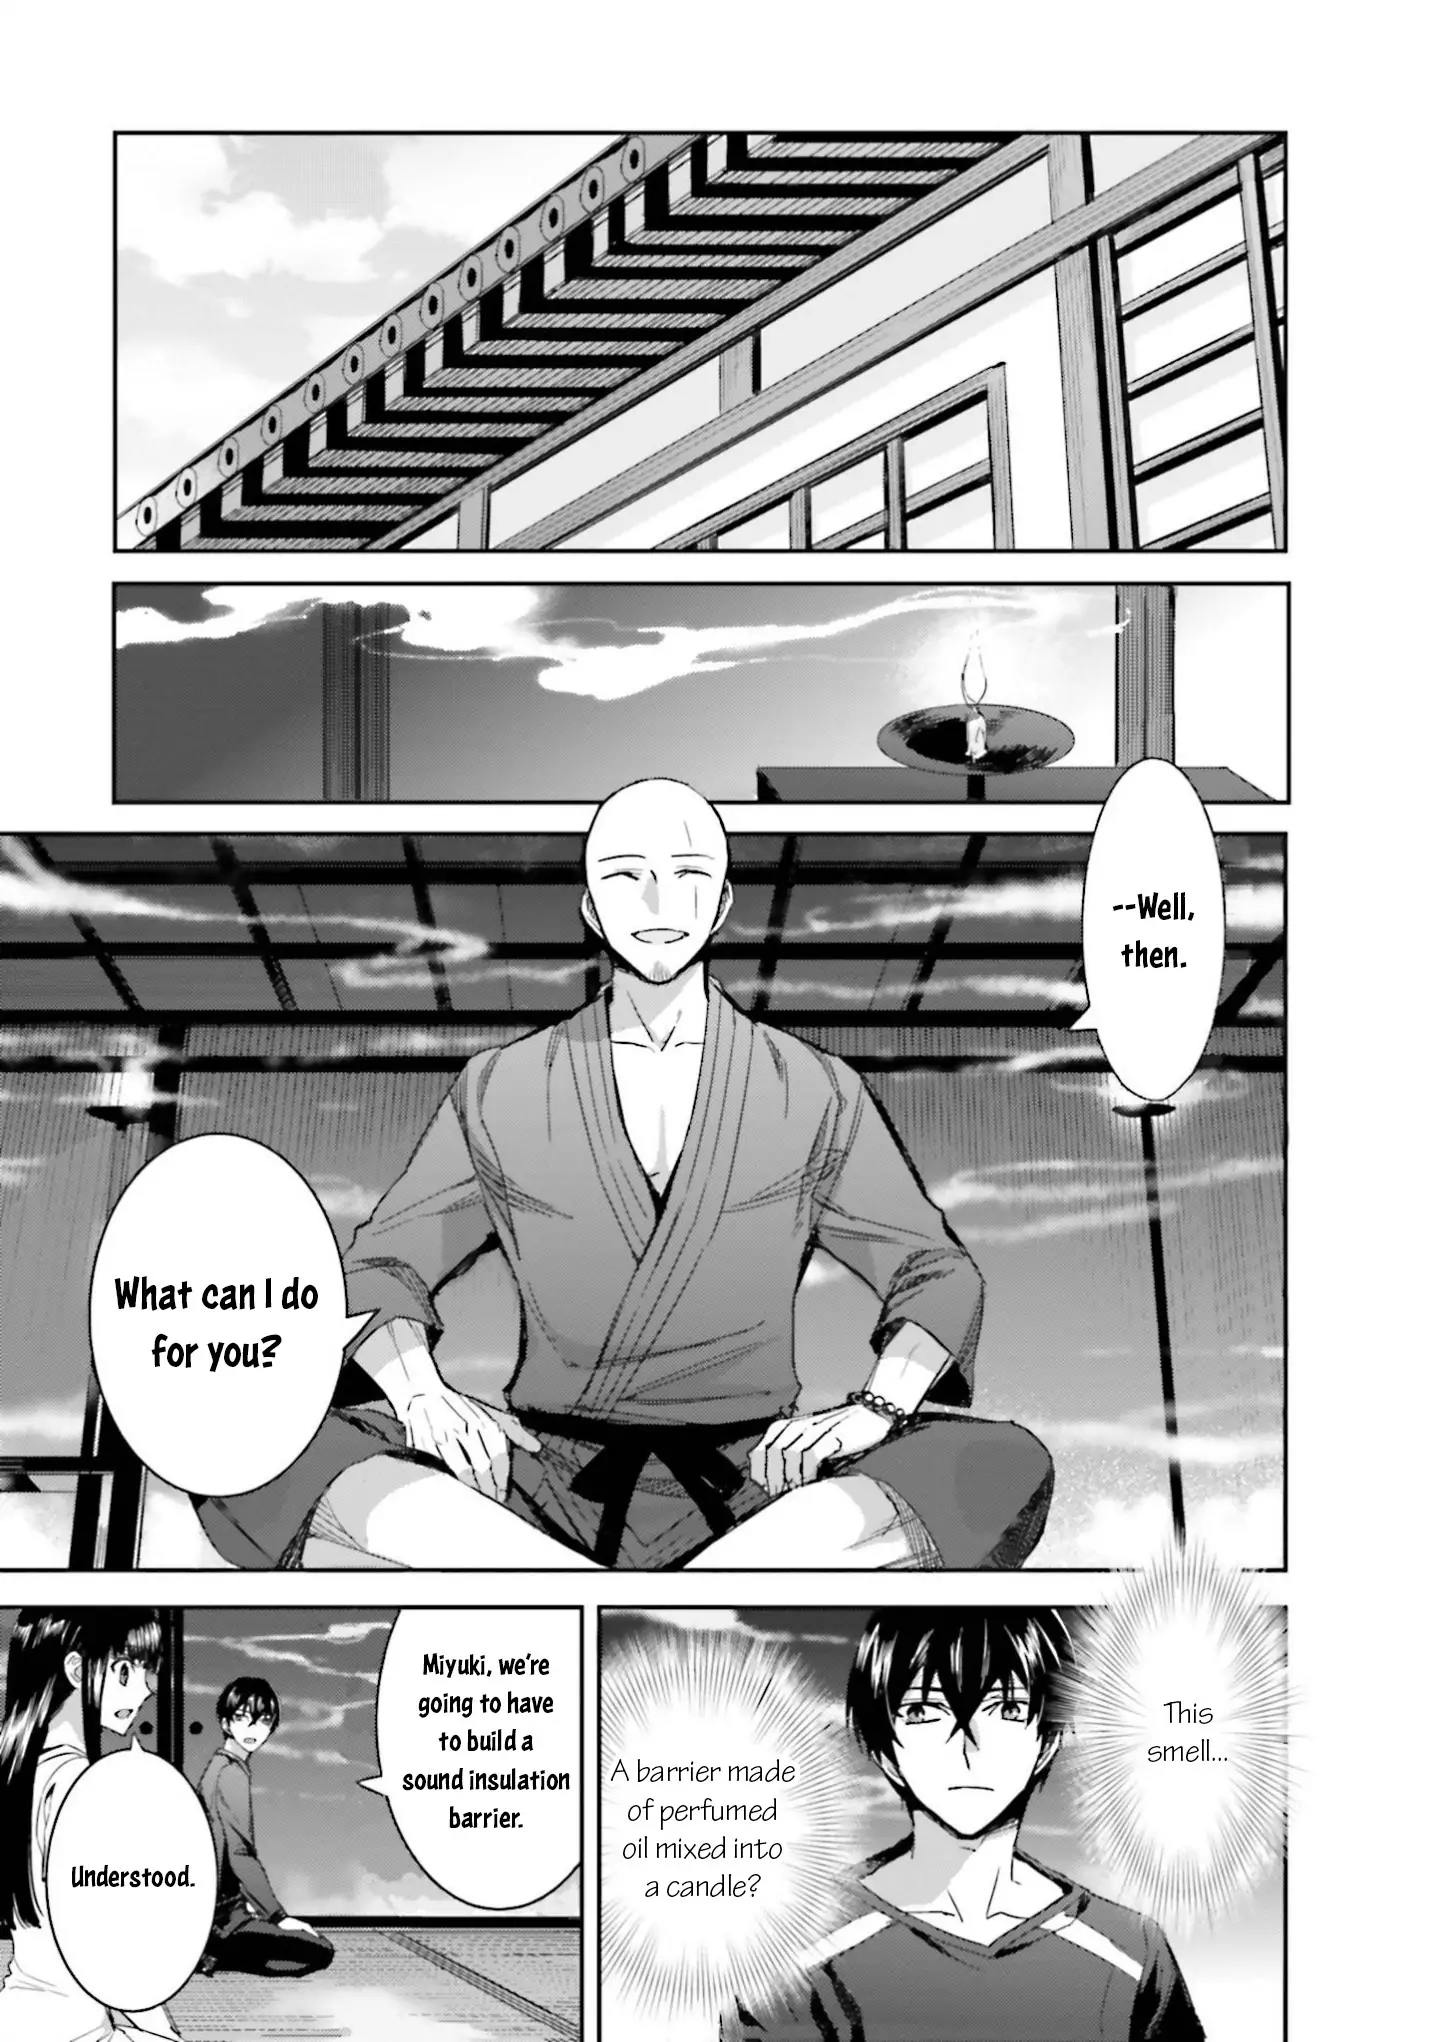 --Well,
then.
What can I do
for you?
This
smell...
A barrier made
of perfumed
oil mixed into
a candle?
Miyuki, we're
going to have
to build a
sound insulation
barrier.
Understood.